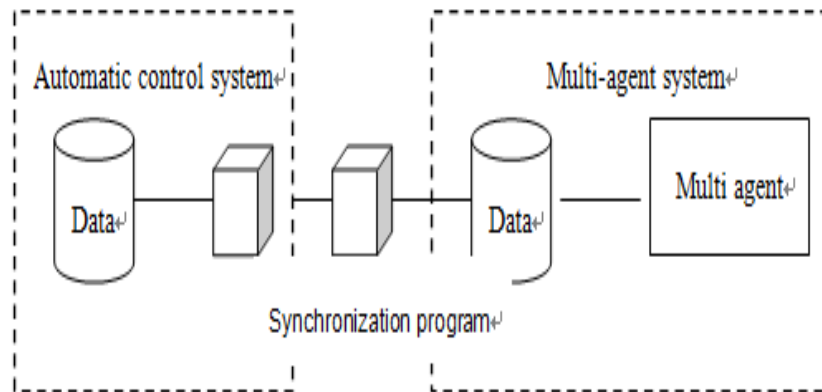 Automatic control system↵
Multi-agent system↵
Data↵
Data↵
Multi agent↵
Synchronization program↵